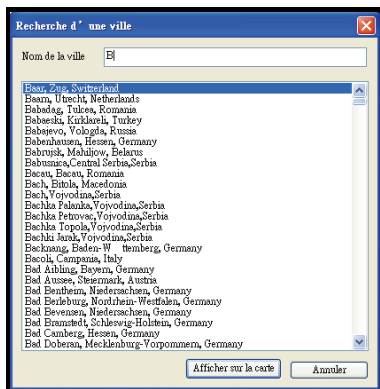 Recherche d’ une ville
Nom de la ville B
Baar, Zug, Switzerland
Baarn, Utrecht, Netherlands
Babadag, Tulcea, Romania
Babaeski, Kirklareli, Turkey
Babajevo, Vologda, Russia
Babenhausen, Hessen, Germany
Babrujsk, Mahiljow, Belarus
Babusnica,Central Serbia,Serbia
Bacau, Bacau, Romania
Bach, Bitola, Macedonia
Bach,Vojvodina,Serbia
Bachka Palanka,Vojvodina,Serbia
Bachka Petrovac,Vojvodina,Serbia
Bachka Topola,Vojvodina,Serbia
Bachki Jarak,Vojvodina,Serbia
Backnang, Baden-W ttemberg, Germany
Bacoli, Campania, Italy
Bad Aibling, Bayern, Germany
Bad Aussee, Steiermark, Austria
Bad Bentheim, Niedersachsen, Germany
Bad Berleburg, Nordrhein-Westfalen, Germany
Bad Bevensen, Niedersachsen, Germany
Bad Bramstedt, Schleswig-Holstein, Germany
Bad Camberg, Hessen, Germany
Bad Doberan, Mecklenburg-Vorpommern, Germany
Afficher sur la carte Annuler